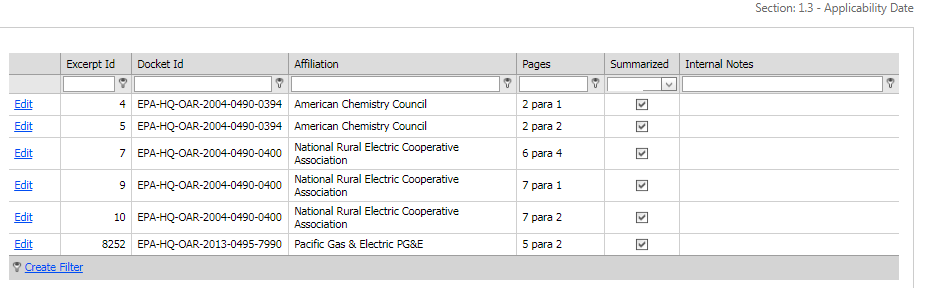 Section: 1.3 - Applicability Date
Excerpt Id Docket Id Affiliation Pages Summarized Internal Notes
Edit 4 EPA-HQ-OAR-2004-0490-0394 American Chemistry Council 2 para 1
Edit 5 EPA-HQ-OAR-2004-0490-0394 American Chemistry Council 2 para 2
Edit 7 EPA-HQ-OAR-2004-0490-0400 National Rural Electric Cooperative 6 para 4
Association
Edit 9 EPA-HQ-OAR-2004-0490-0400 National Rural Electric Cooperative 7 para 1
Association
Edit 10 EPA-HQ-OAR-2004-0490-0400 National Rural Electric Cooperative 7 para 2
Association
Edit 8252 EPA-HQ-OAR-2013-0495-7990 Pacific Gas & Electric PG&E 5 para 2
Create Filter